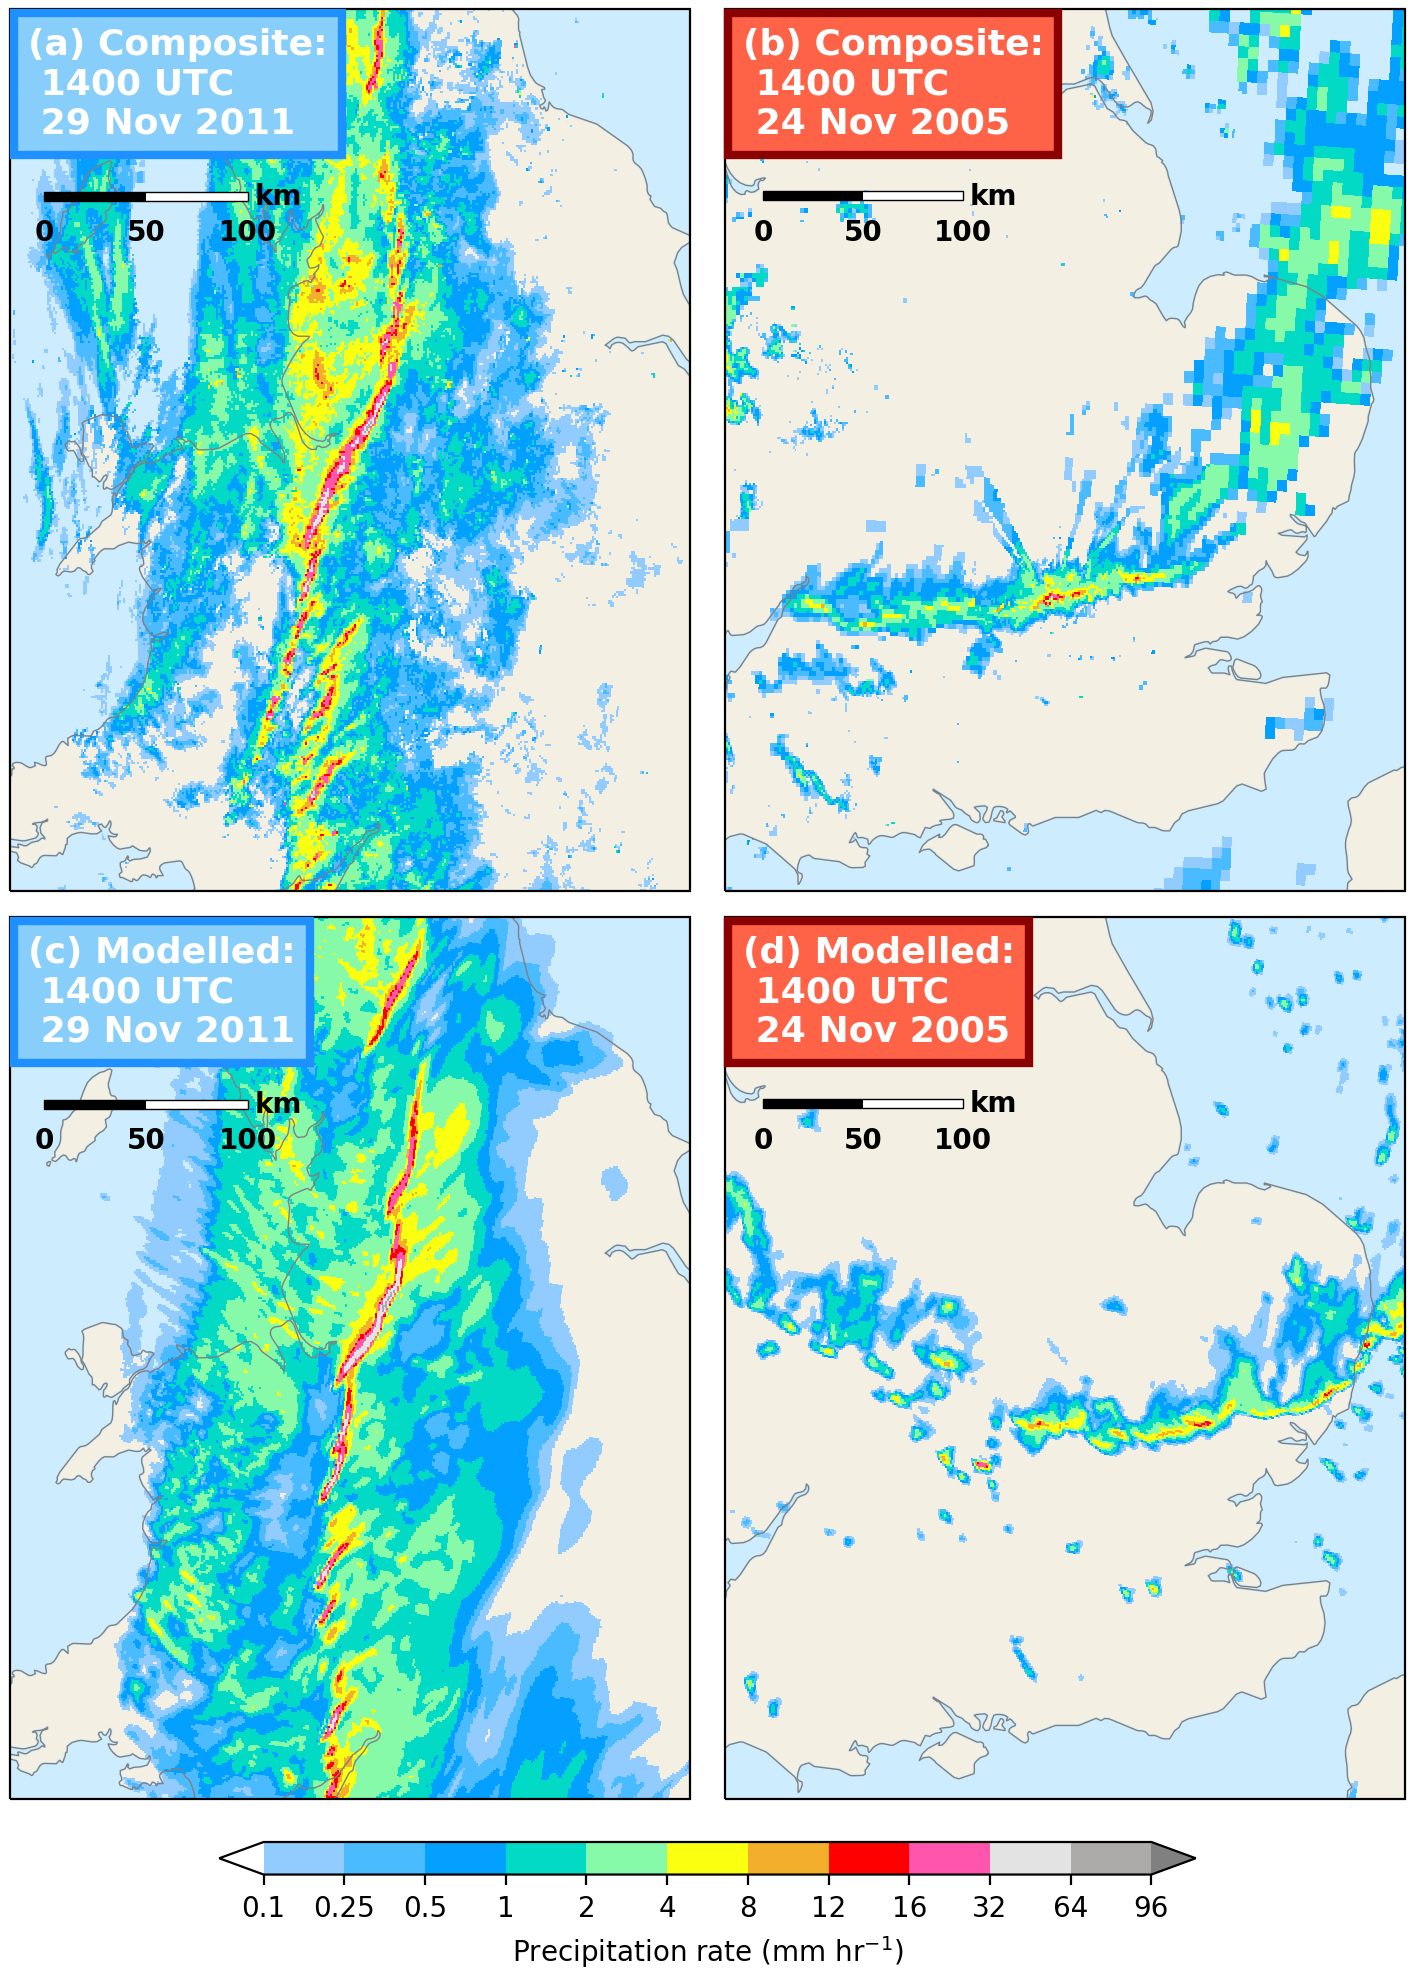 (a) Composite:
1400 UTC
29 Nov 2011
km
0 50 100
(b) Composite:
1400 UTC
24 Nov 2005
km
0 50 100
(c) Modelled:
1400 UTC
29 Nov 2011
km
0 50 100
(d) Modelled:
1400 UTC
24 Nov 2005
km
0 50 100
0.1 0.25 0.5 1 2 4 8 12 16 32 64 96
Precipitation rate (mm hr⁻¹)